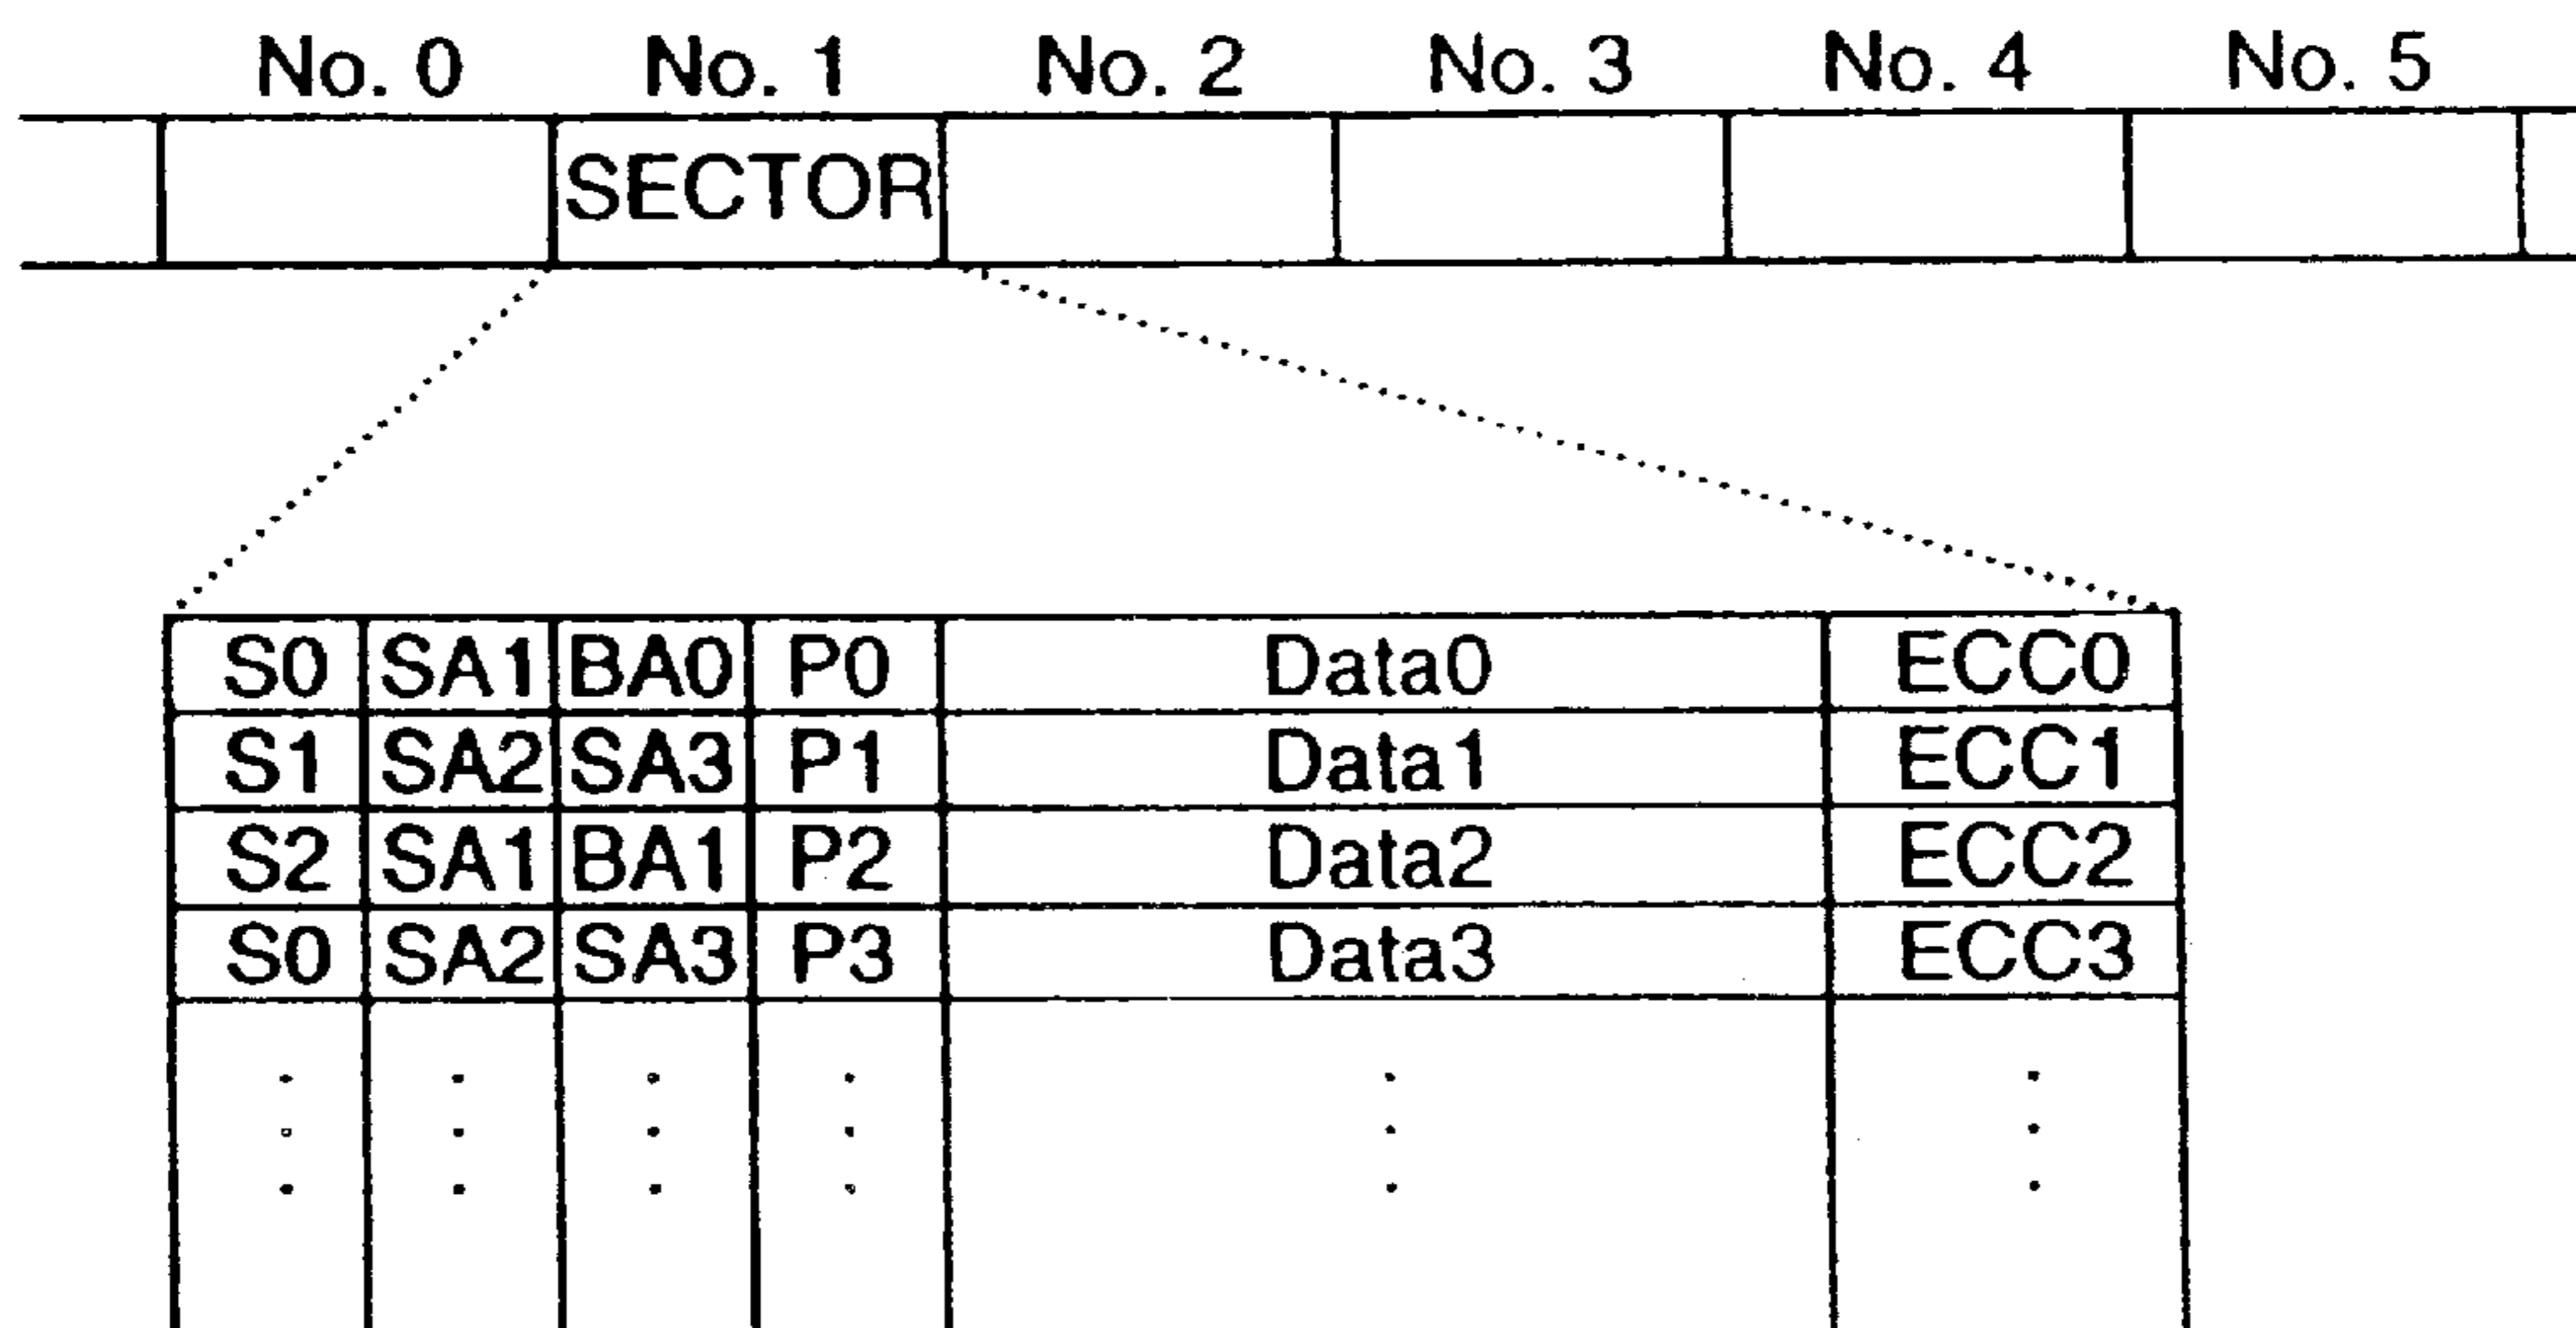 No. 0 No. 1 No. 2 No. 3 No. 4 No. 5
SECTOR
S0 SA1 BA0 P0 Data0 ECC0
S1 SA2 SA3 P1 Data1 ECC1
S2 SA1 BA1 P2 Data2 ECC2
S0 SA2 SA3 P3 Data3 ECC3